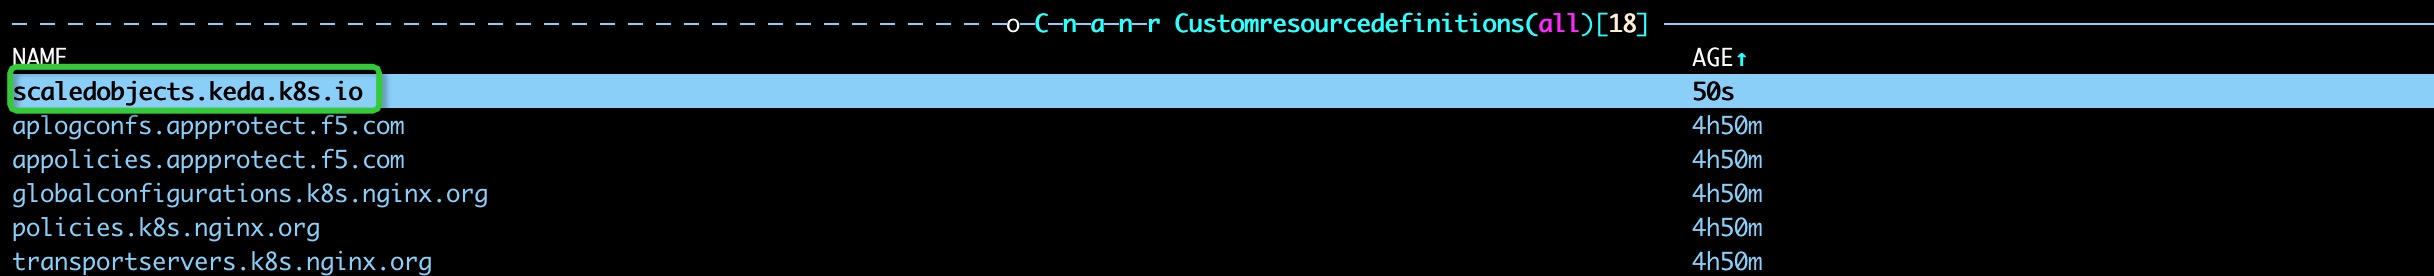 Customresourcedefinitions(all)[18]
NAME AGE↑
scaledobjects.keda.k8s.io 50s
aplogconfs.appprotect.f5.com 4h50m
appolicies.appprotect.f5.com 4h50m
globalconfigurations.k8s.nginx.org 4h50m
policies.k8s.nginx.org 4h50m
transportservers.k8s.nginx.org 4h50m